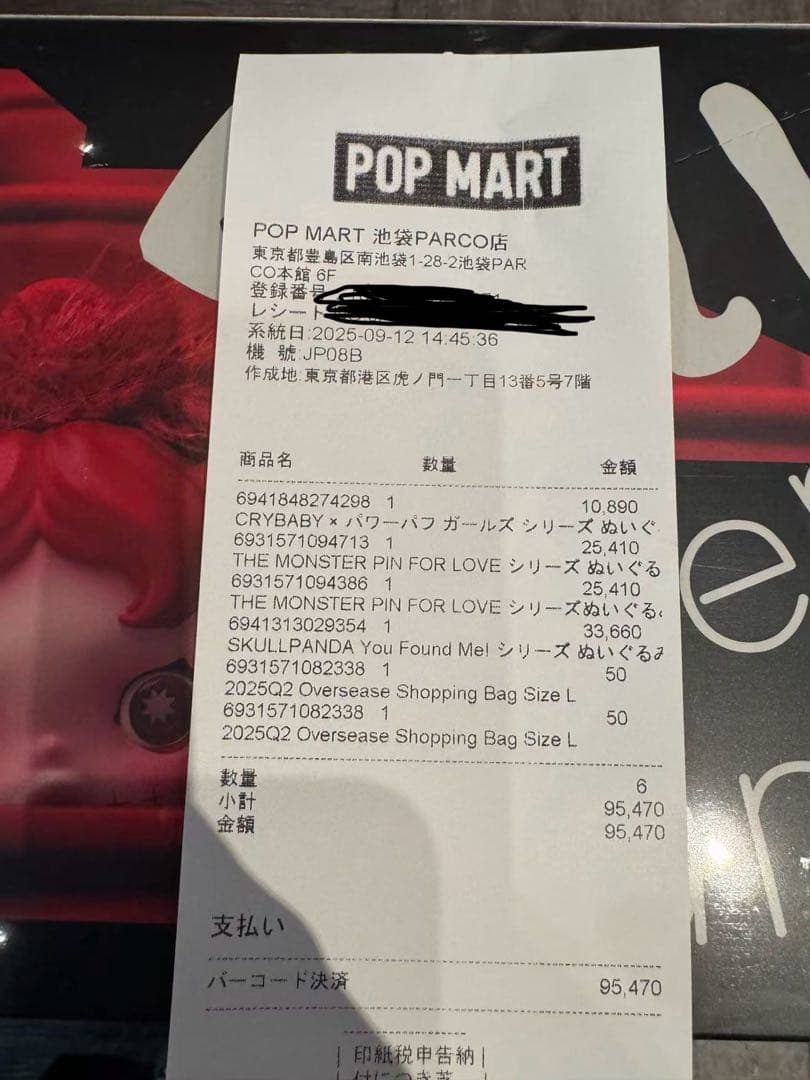 POP MART
POP MART 池袋PARCO店
東京都豊島区南池袋1-28-2池袋PAR
CO本館 6F
登録番号
レシート
系統日:2025-09-12 14:45:36
機 號:JP08B
作成地:東京都港区虎ノ門一丁目13番5号7階
商品名 数量 金額
6941848274298 1 10,890
CRYBABY × パワーパフ ガールズ シリーズ ぬいぐ
6931571094713 1 25,410
THE MONSTER PIN FOR LOVE シリーズ ぬいぐる
6931571094386 1 25,410
THE MONSTER PIN FOR LOVE シリーズぬいぐる
6941313029354 1 33,660
SKULLPANDA You Found Me! シリーズ ぬいぐるみ
6931571082338 1 50
2025Q2 Oversease Shopping Bag Size L
6931571082338 1 50
2025Q2 Oversease Shopping Bag Size L
数量 6
小計 95,470
金額 95,470
支払い
バーコード決済 95,470
印紙税申告納
付につき